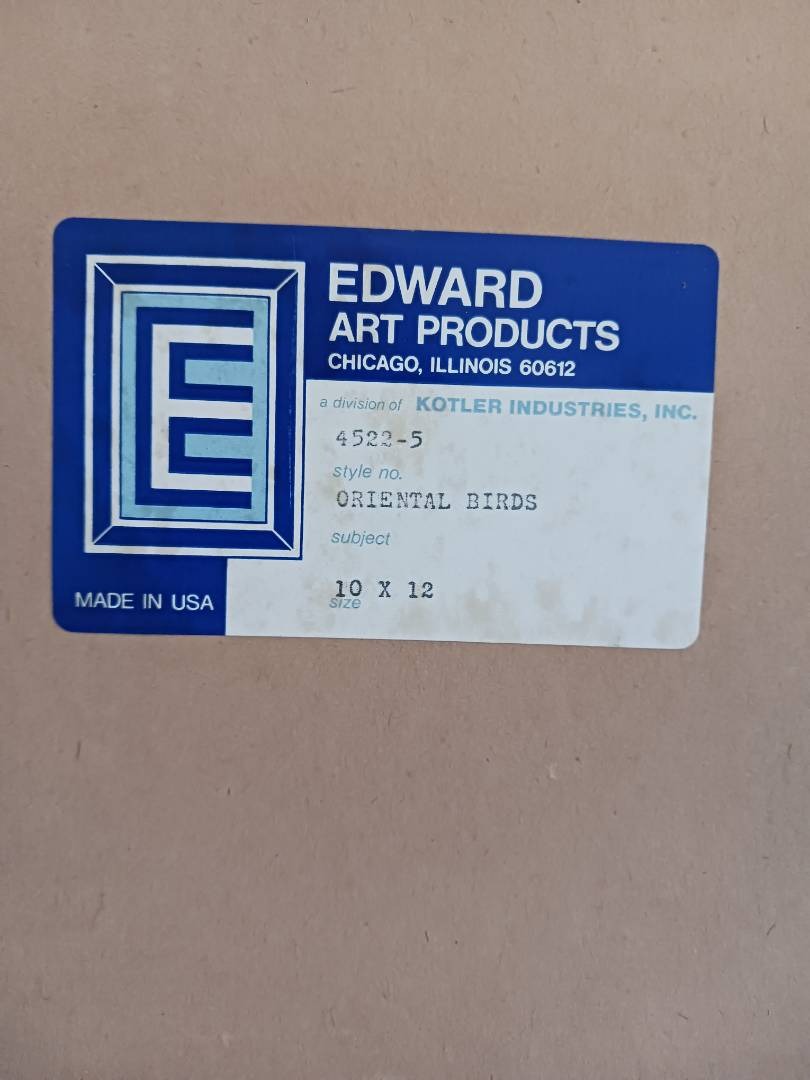 EDWARD
ART PRODUCTS
CHICAGO, ILLINOIS 60612
a division of KOTLER INDUSTRIES, INC.
4522-5
style no.
ORIENTAL BIRDS
subject
10 X 12
size
E
MADE IN USA